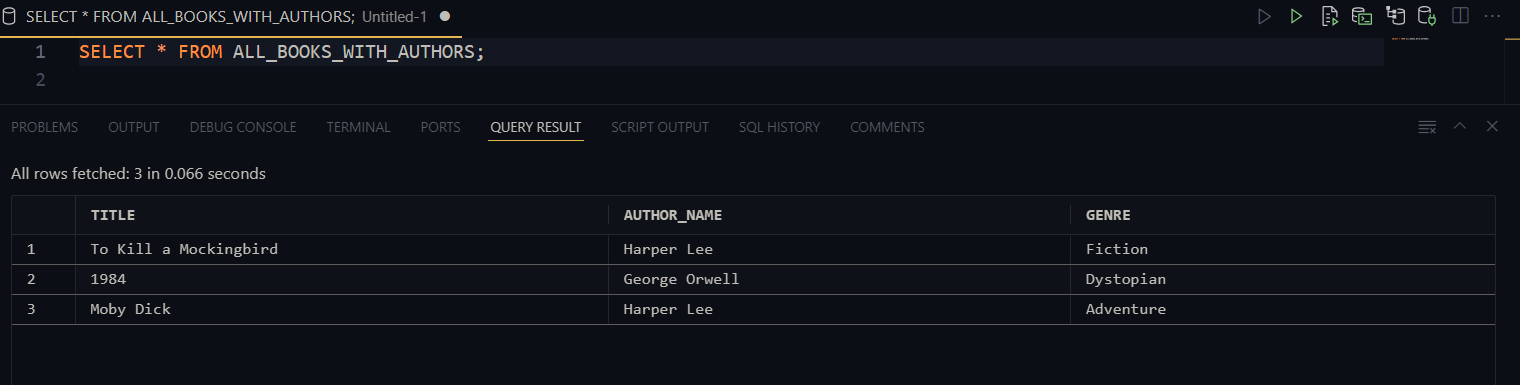 SELECT * FROM ALL_BOOKS_WITH_AUTHORS; Untitled-1
1 SELECT * FROM ALL_BOOKS_WITH_AUTHORS;
2
PROBLEMS OUTPUT DEBUG CONSOLE TERMINAL PORTS QUERY RESULT SCRIPT OUTPUT SQL HISTORY COMMENTS
All rows fetched: 3 in 0.066 seconds
TITLE AUTHOR_NAME GENRE
1 To Kill a Mockingbird Harper Lee Fiction
2 1984 George Orwell Dystopian
3 Moby Dick Harper Lee Adventure